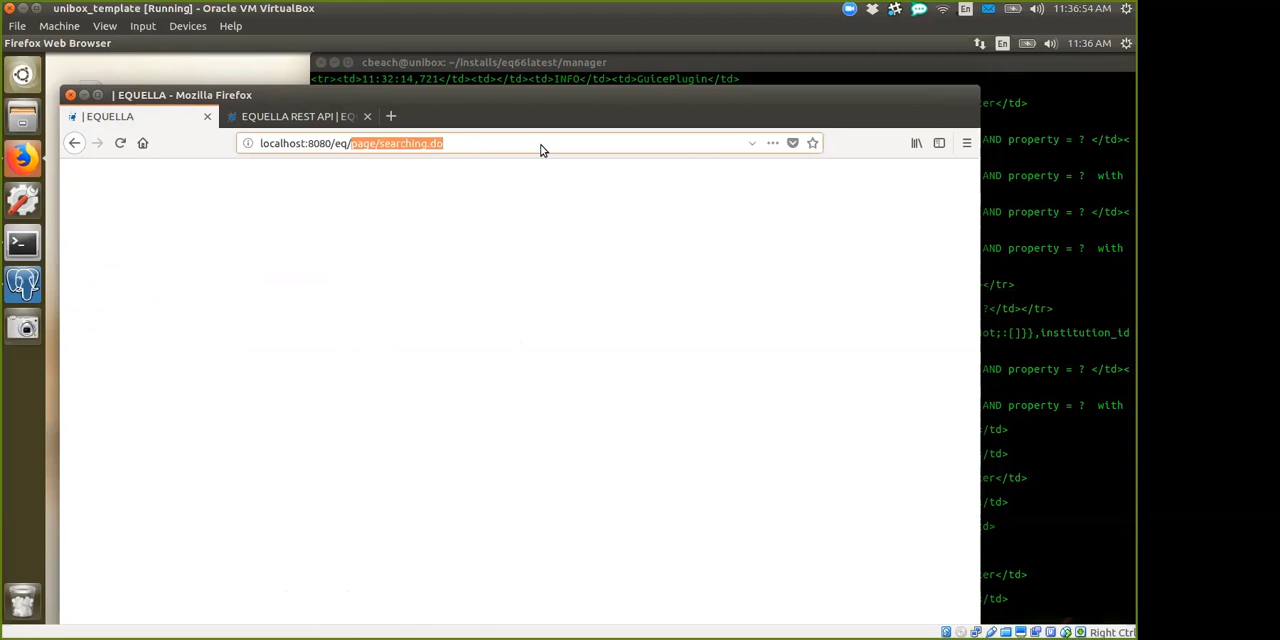 unibox_template [Running] - Oracle VM VirtualBox
En
11:36:54 AM
File Machine View Input Devices Help
Firefox Web Browser
En
11:36 AM
cbeach@unibox: ~/installs/eq66latest/manager
<tr><td>11:32:14,721</td><td></td><td>INFO</td><td>GuicePlugin</td>
| EQUELLA - Mozilla Firefox
| EQUELLA
EQUELLA REST API | EQ
localhost:8080/eq/page/searching.do
er</td>
AND property = ? </td><
AND property = ?  with
AND property = ? </td><
AND property = ?  with
></tr>
?</td></tr>
ot;:[]}},institution_id
AND property = ? </td><
AND property = ?  with
</td>
/td>
er</td>
</td>
d>
er</td>
</td>
Right Ctrl